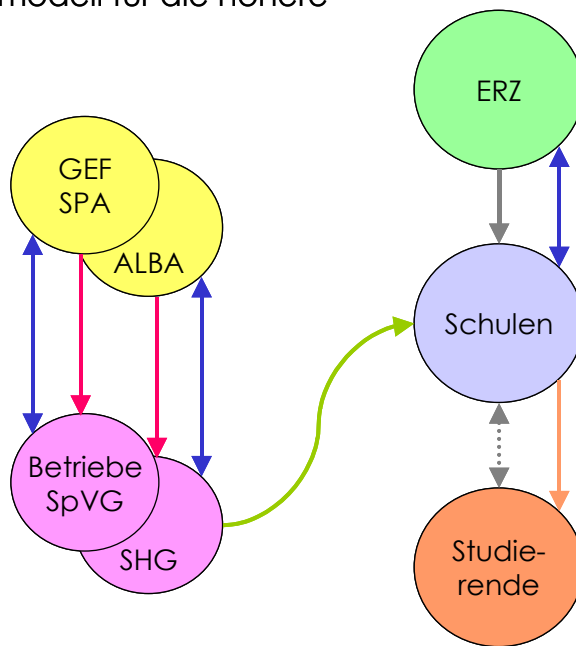 modell für die höhere
ERZ
GEF
SPA
ALBA
Schulen
Betriebe
SpVG
SHG
Studie-
rende